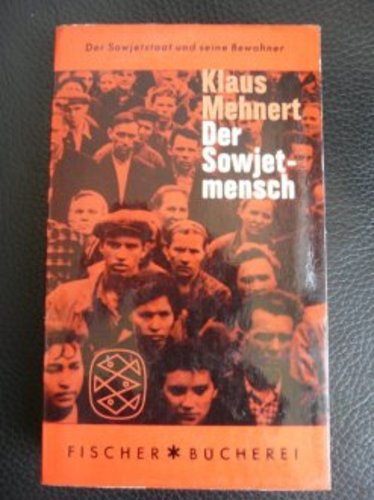 Der Sowjetstaat und seine Bewohner
Klaus
Mehnert
Der
Sowjet-
mensch
FISCHER * BÜCHEREI